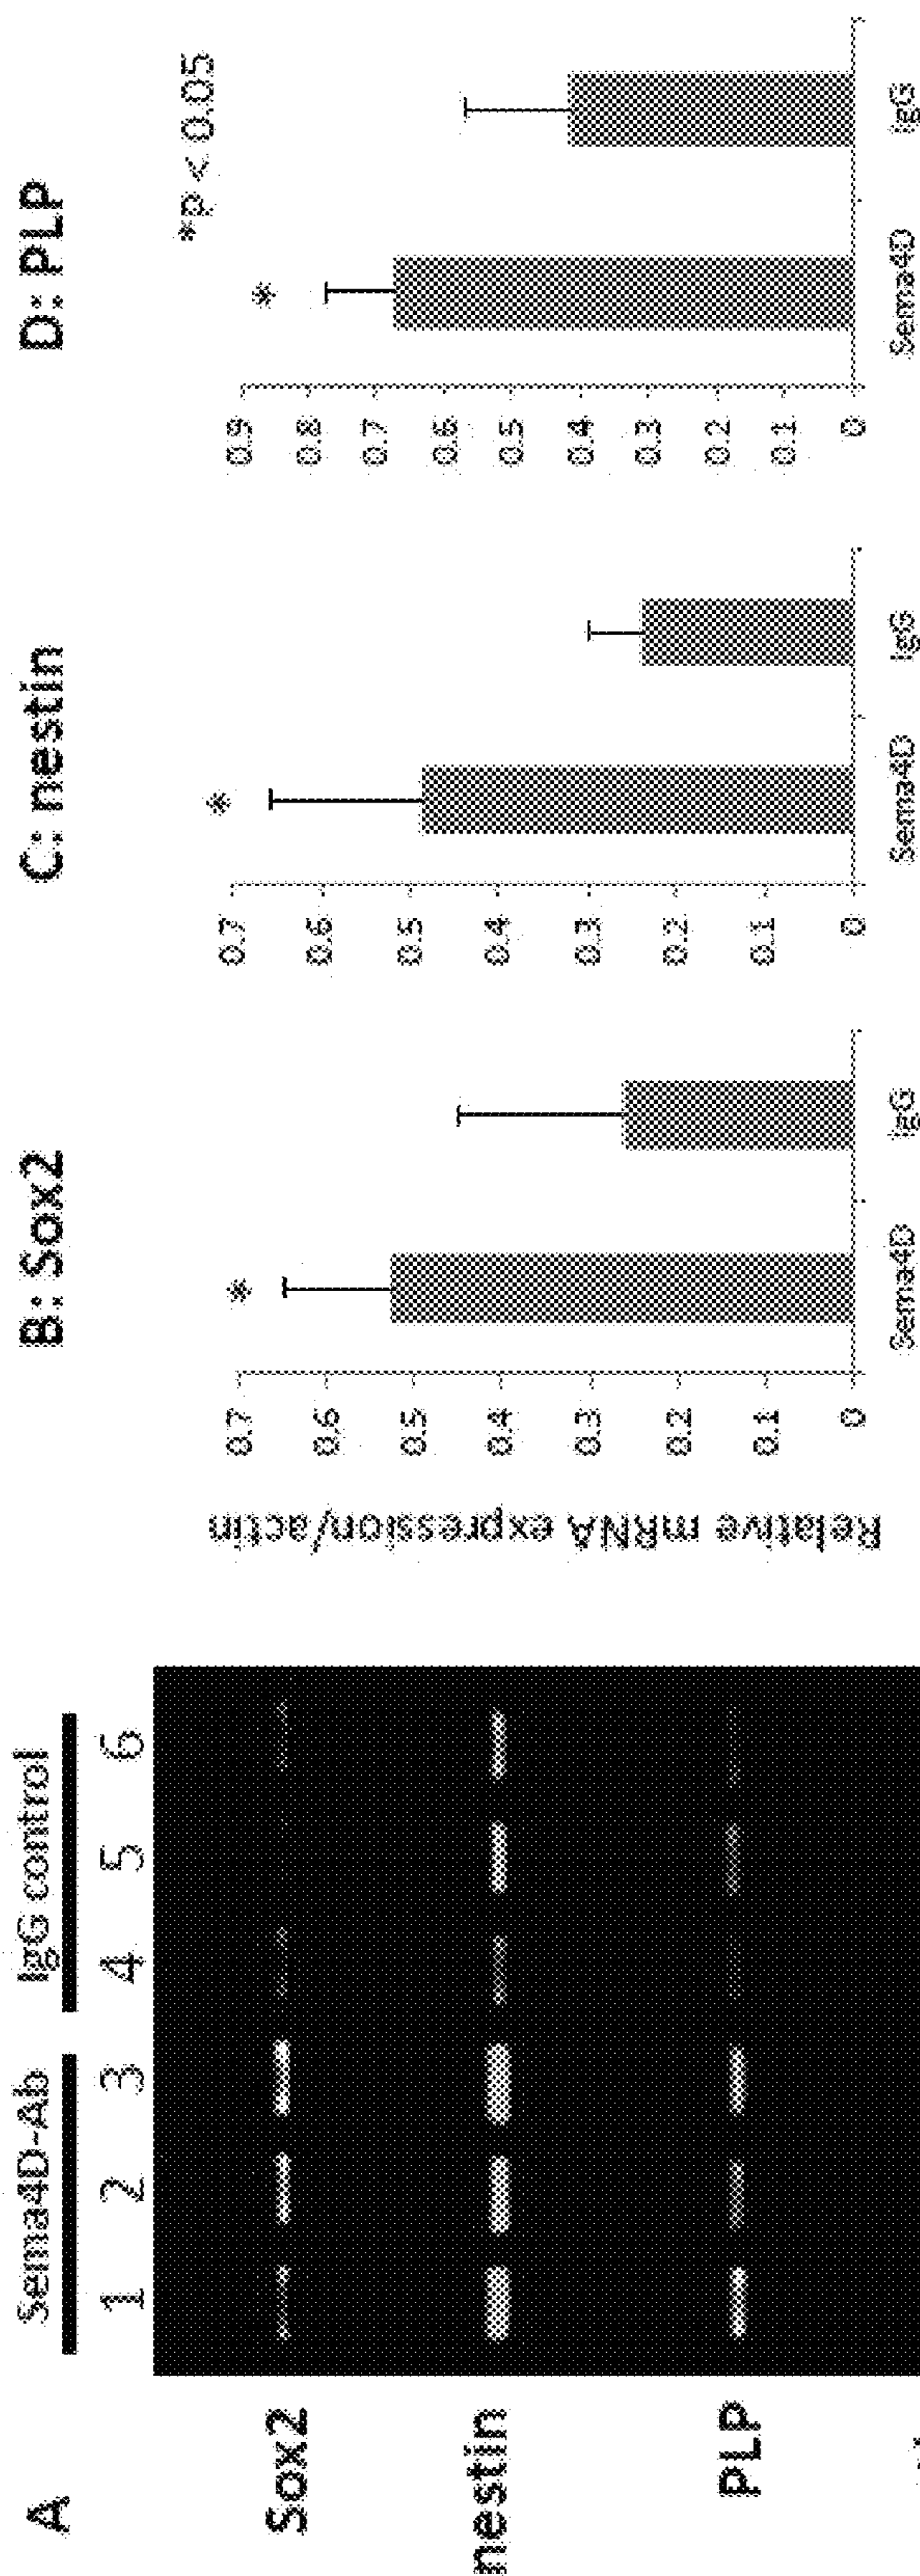 A
Sema4D-Ab IgG control
1 2 3 4 5 6
Sox2
nestin
PLP
B: Sox2
Relative mRNA expression/actin
0.7
0.6
0.5
0.4
0.3
0.2
0.1
0
Sema4D IgG
*
C: nestin
0.7
0.6
0.5
0.4
0.3
0.2
0.1
0
Sema4D IgG
*
D: PLP
*p < 0.05
0.9
0.8
0.7
0.6
0.5
0.4
0.3
0.2
0.1
0
Sema4D IgG
*